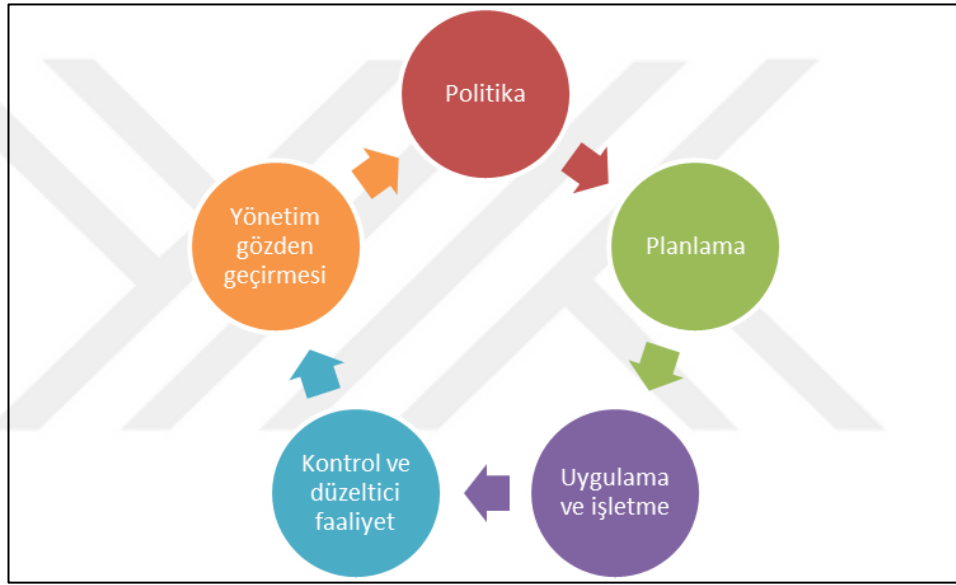 Politika
Planlama
Uygulama
ve işletme
Kontrol ve
düzeltici
faaliyet
Yönetim
gözden
geçirmesi